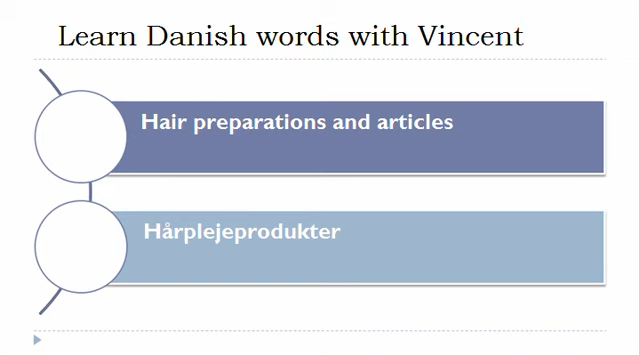 Learn Danish words with Vincent
Hair preparations and articles
Hårplejeprodukter